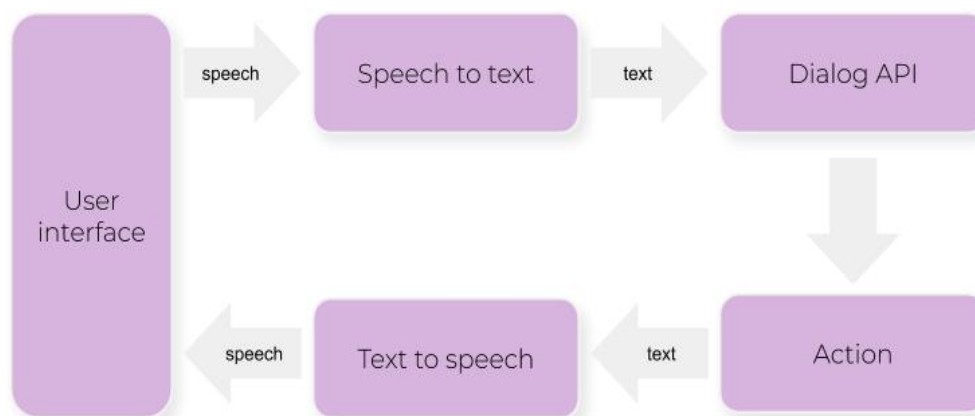 speech
Speech to text
text
Dialog API
User
interface
speech
Text to speech
text
Action